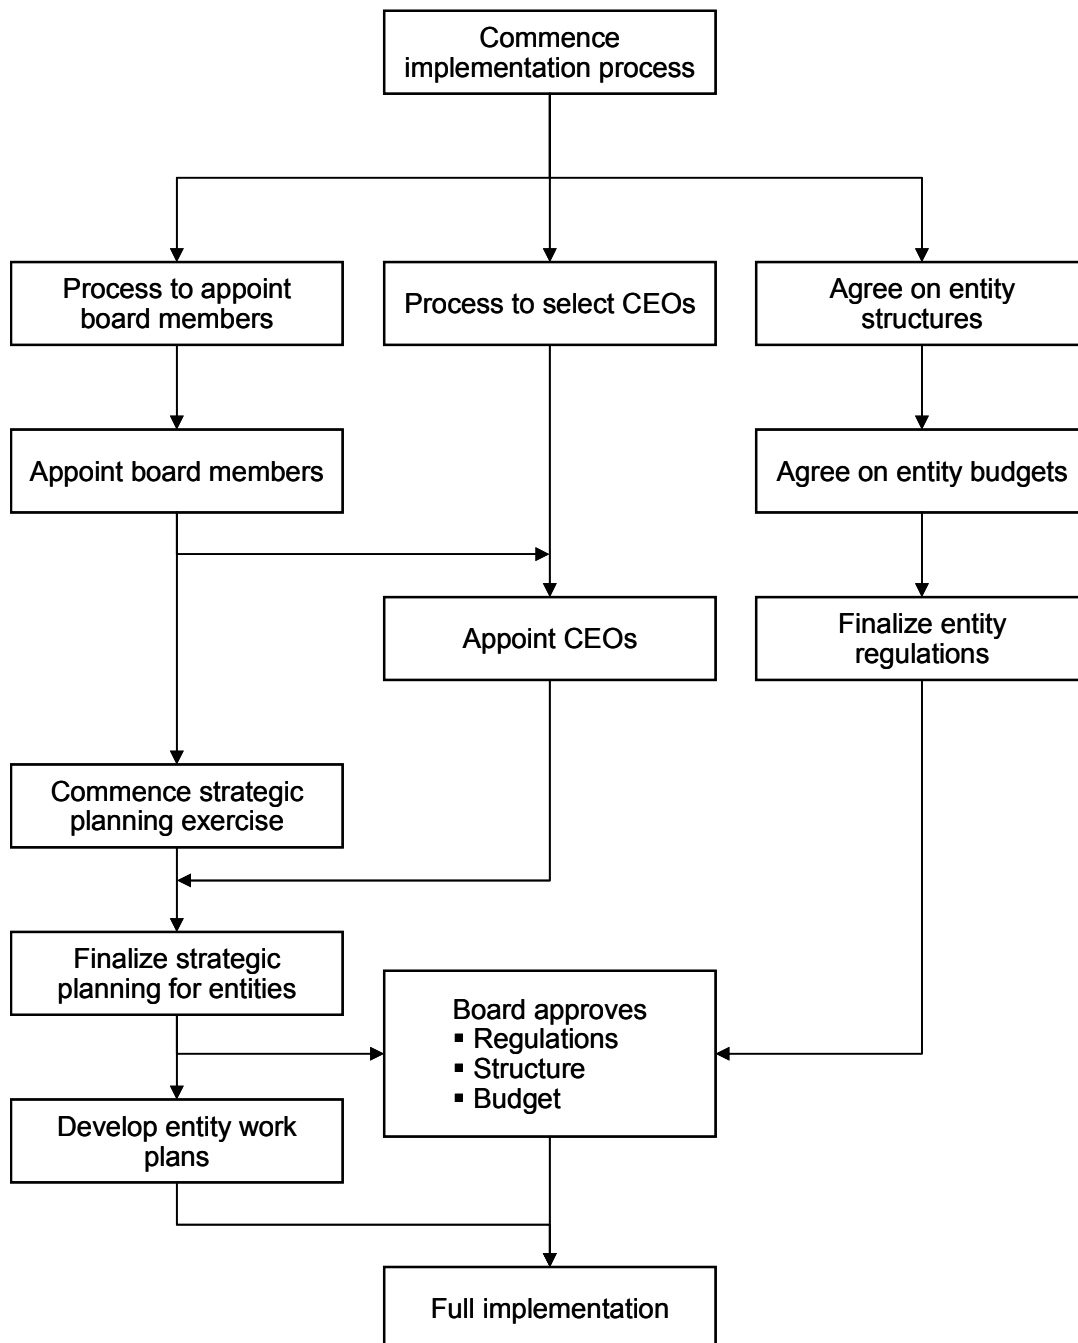 Commence
implementation process
Process to appoint
board members
Process to select CEOs
Agree on entity
structures
Appoint board members
Agree on entity budgets
Appoint CEOs
Finalize entity
regulations
Commence strategic
planning exercise
Finalize strategic
planning for entities
Board approves
▪ Regulations
▪ Structure
▪ Budget
Develop entity work
plans
Full implementation